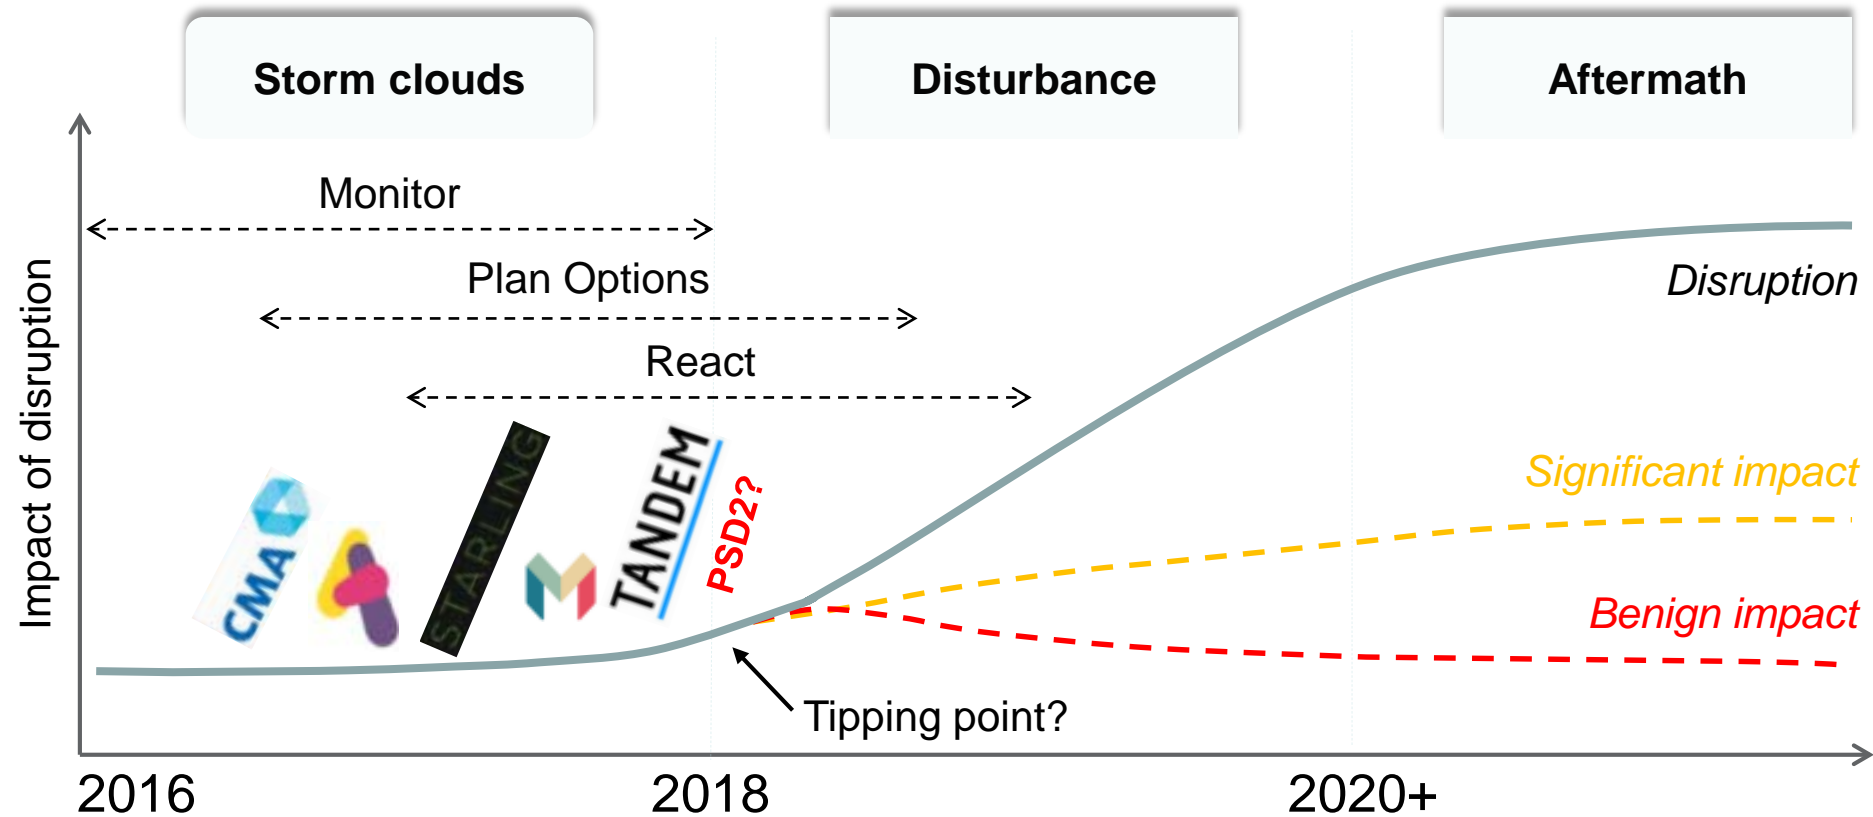 Storm clouds
Disturbance
Aftermath
Monitor
Plan Options
React
Impact of disruption
CMA
STARLING
TANDEM
PSD2?
Disruption
Significant impact
Benign impact
Tipping point?
2016
2018
2020+